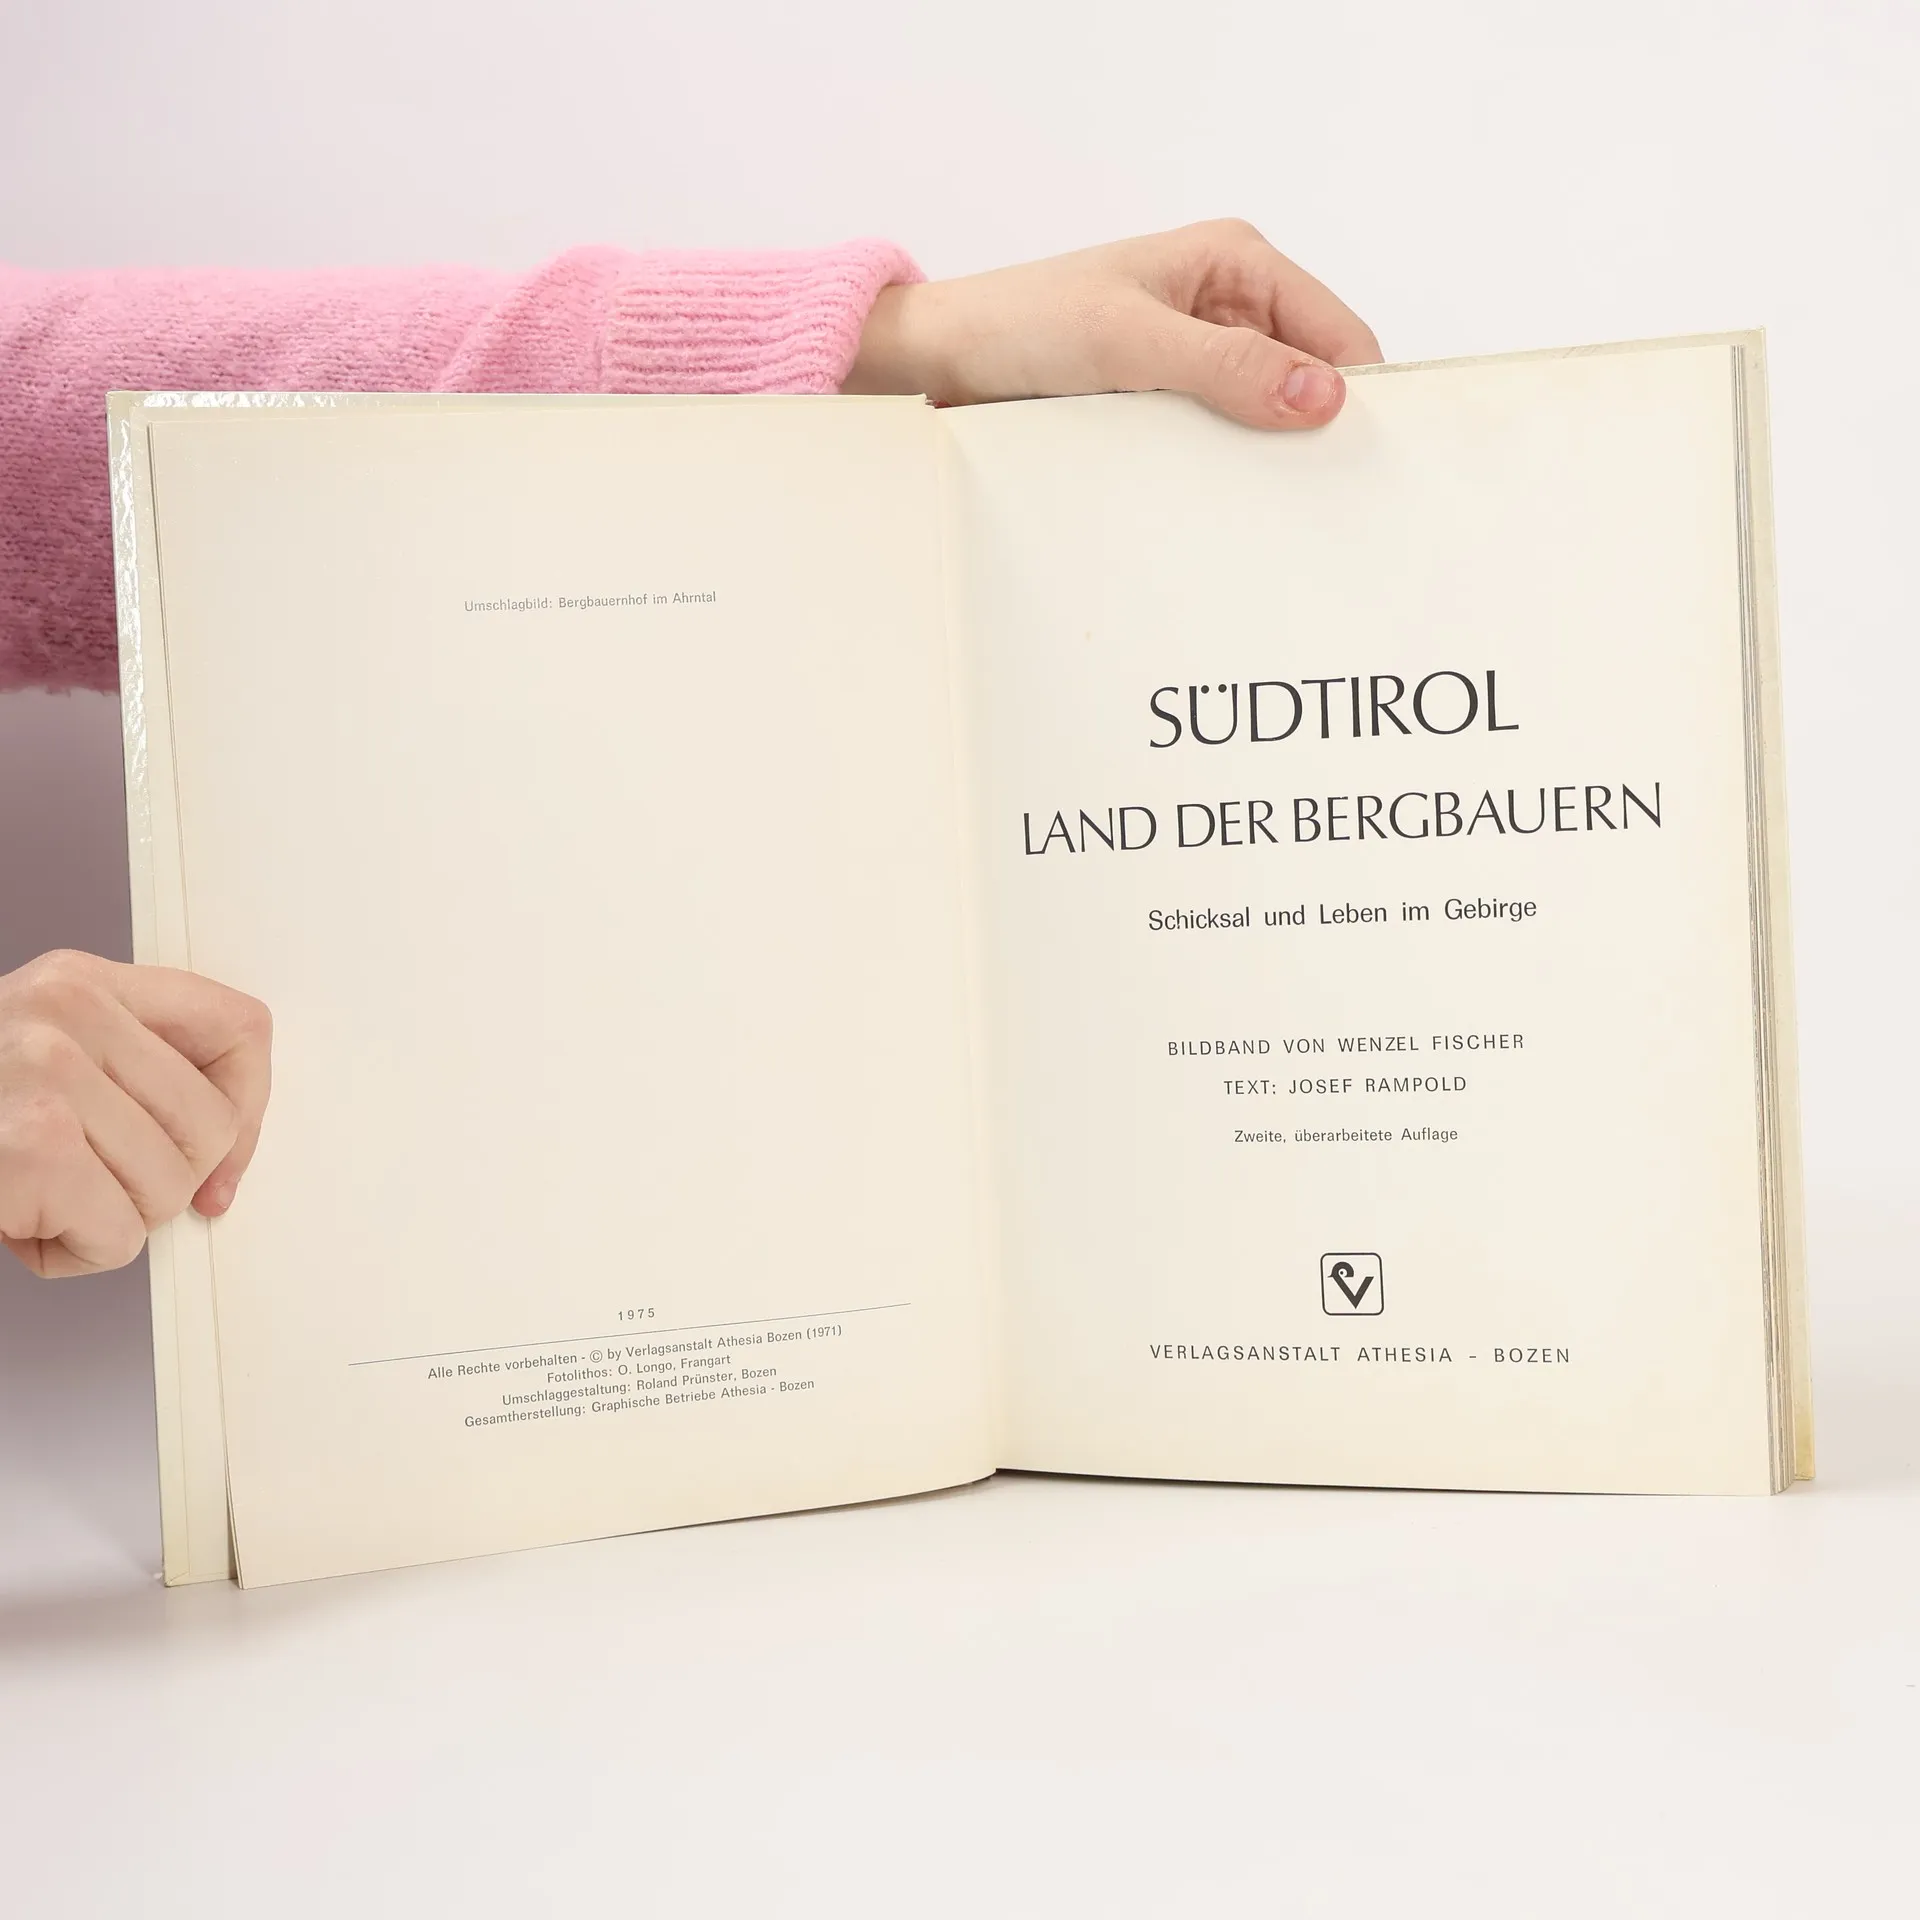 Umschlagbild: Bergbauernhof im Ahrntal
1975
Alle Rechte vorbehalten - © by Verlagsanstalt Athesia Bozen (1971)
Fotolithos: O. Longo, Frangart
Umschlaggestaltung: Roland Prünster, Bozen
Gesamtherstellung: Graphische Betriebe Athesia - Bozen
SÜDTIROL
LAND DER BERGBAUERN
Schicksal und Leben im Gebirge
BILDBAND VON WENZEL FISCHER
TEXT: JOSEF RAMPOLD
Zweite, überarbeitete Auflage
VERLAGSANSTALT ATHESIA - BOZEN